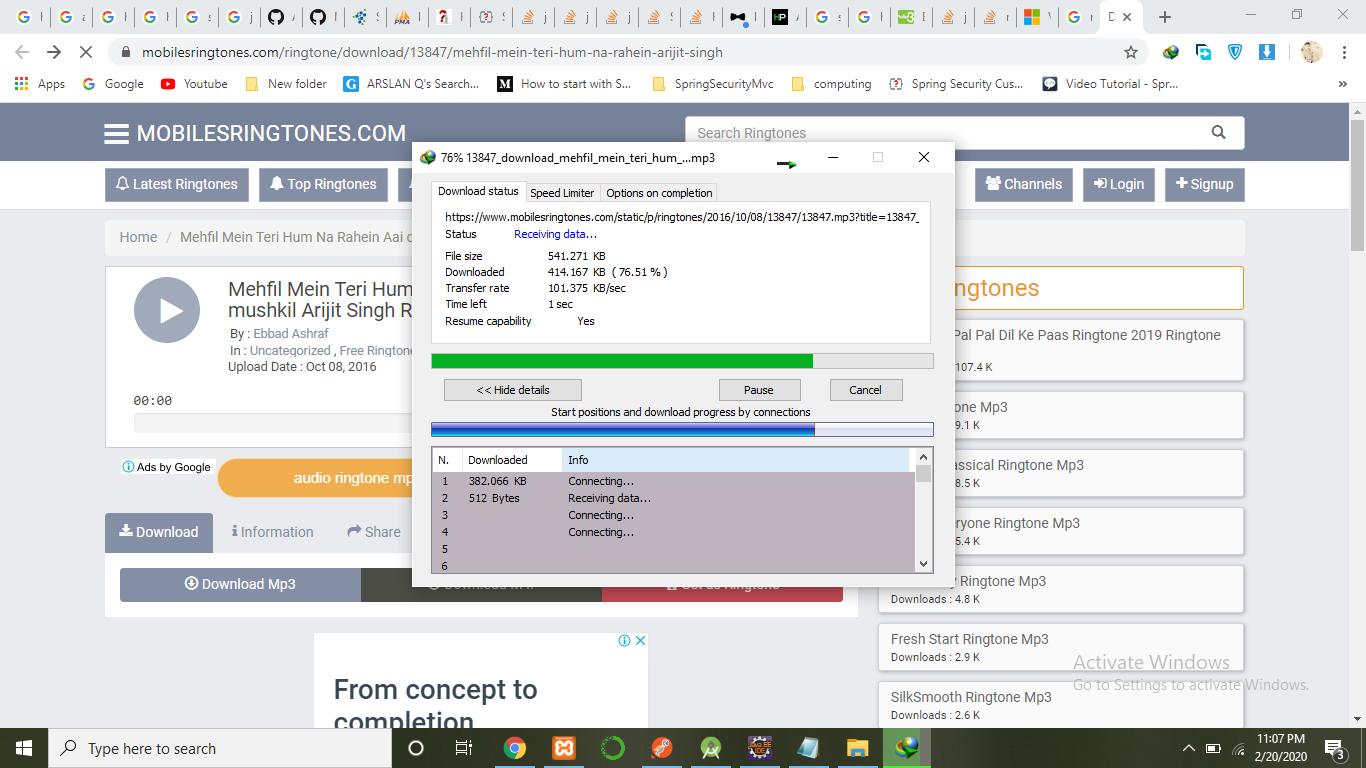 mobilesringtones.com/ringtone/download/13847/mehfil-mein-teri-hum-na-rahein-arijit-singh
Apps Google Youtube New folder ARSLAN Q's Search... How to start with S... SpringSecurityMvc computing Spring Security Cus... Video Tutorial - Spr... »
MOBILESRINGTONES.COM
Search Ringtones
Latest Ringtones
Top Ringtones
Channels
Login
Signup
Home / Mehfil Mein Teri Hum Na Rahein Aai d
Mehfil Mein Teri Hum
mushkil Arijit Singh R
By : Ebbad Ashraf
In : Uncategorized , Free Ringtone
Upload Date : Oct 08, 2016
00:00
Ads by Google
audio ringtone mp
Download
Information
Share
Download Mp3
From concept to
completion
76% 13847_download_mehfil_mein_teri_hum_...mp3
Download status
Speed Limiter
Options on completion
https://www.mobilesringtones.com/static/p/ringtones/2016/10/08/13847/13847.mp3?title=13847_
Status Receiving data...
File size 541.271 KB
Downloaded 414.167 KB ( 76.51 % )
Transfer rate 101.375 KB/sec
Time left 1 sec
Resume capability Yes
<< Hide details
Pause
Cancel
Start positions and download progress by connections
N. Downloaded Info
1 382.066 KB Connecting...
2 512 Bytes Receiving data...
3 Connecting...
4 Connecting...
5
6
ngtones
Pal Pal Dil Ke Paas Ringtone 2019 Ringtone
107.4 K
one Mp3
9.1 K
assical Ringtone Mp3
8.5 K
eryone Ringtone Mp3
5.4 K
y Ringtone Mp3
Downloads : 4.8 K
Fresh Start Ringtone Mp3
Downloads : 2.9 K
SilkSmooth Ringtone Mp3
Downloads : 2.6 K
Activate Windows
Go to Settings to activate Windows.
Type here to search
11:07 PM
2/20/2020
3